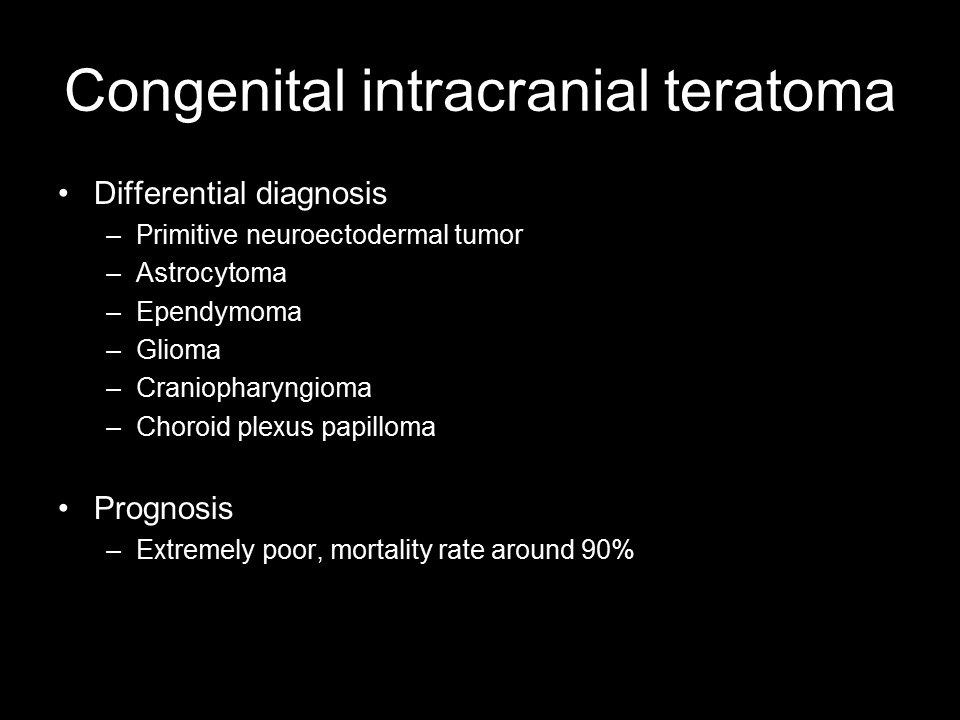 Congenital intracranial teratoma
• Differential diagnosis
– Primitive neuroectodermal tumor
– Astrocytoma
– Ependymoma
– Glioma
– Craniopharyngioma
– Choroid plexus papilloma
• Prognosis
– Extremely poor, mortality rate around 90%